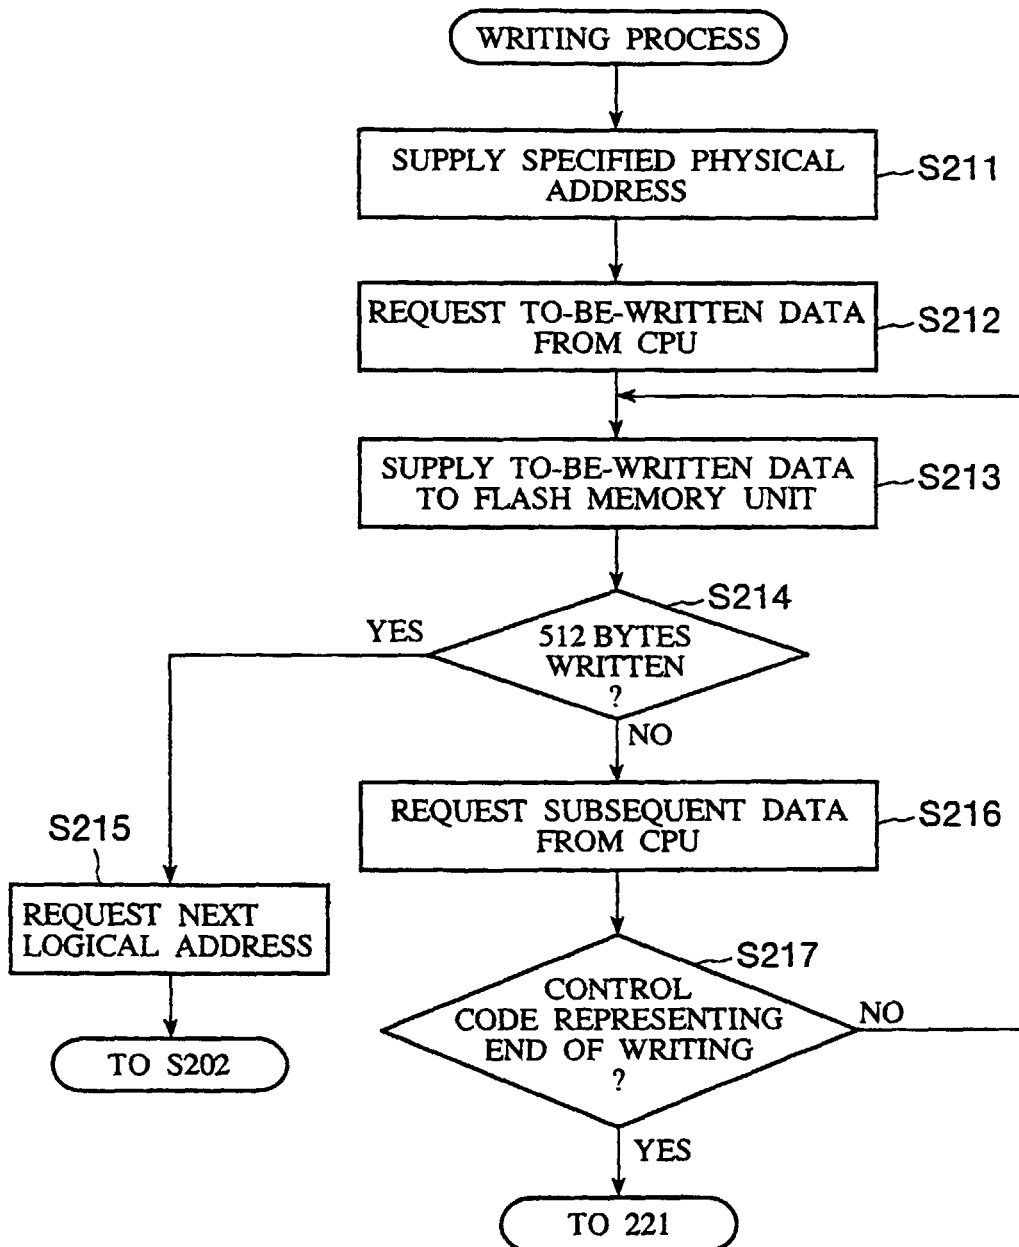 WRITING PROCESS
SUPPLY SPECIFIED PHYSICAL
ADDRESS
S211
REQUEST TO-BE-WRITTEN DATA
FROM CPU
S212
SUPPLY TO-BE-WRITTEN DATA
TO FLASH MEMORY UNIT
S213
S214
YES
512 BYTES
WRITTEN
?
NO
REQUEST SUBSEQUENT DATA
FROM CPU
S216
S215
REQUEST NEXT
LOGICAL ADDRESS
TO S202
S217
CONTROL
CODE REPRESENTING
END OF WRITING
?
NO
YES
TO 221